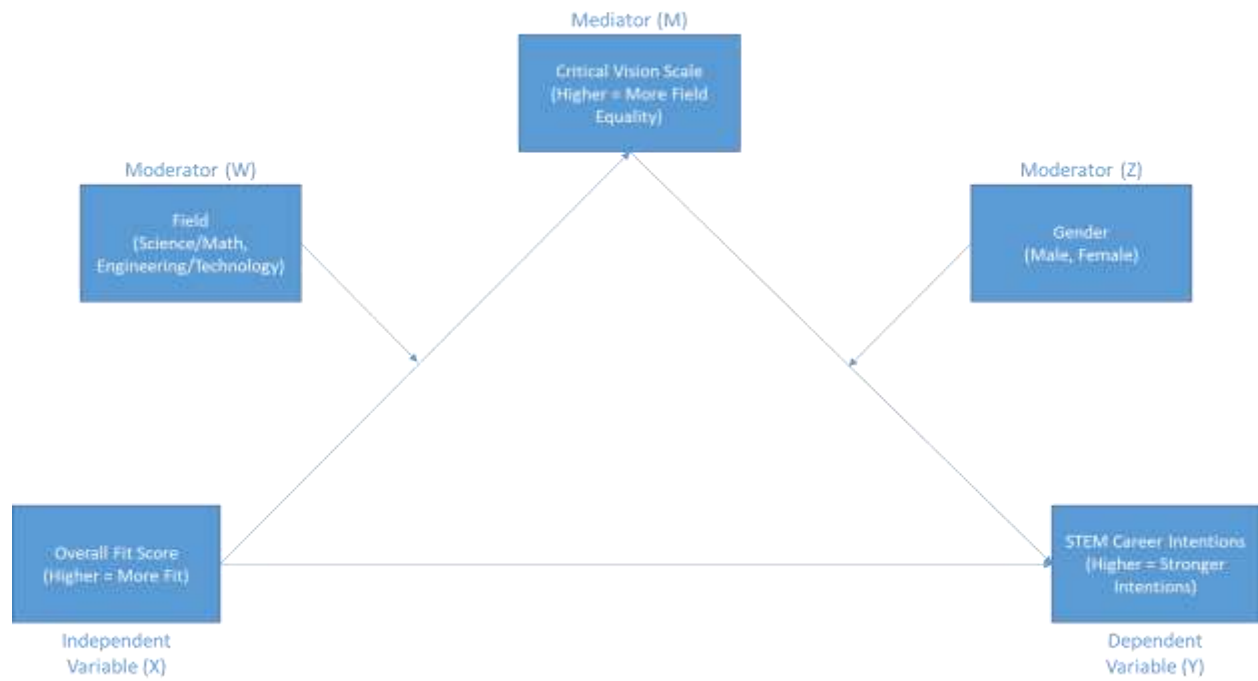 Mediator (M)
Critical Vision Scale
(Higher = More Field
Equality)
Moderator (W)
Field
(Science/Math,
Engineering/Technology)
Moderator (Z)
Gender
(Male, Female)
Overall Fit Score
(Higher = More Fit)
Independent
Variable (X)
STEM Career Intentions
(Higher = Stronger
Intentions)
Dependent
Variable (Y)